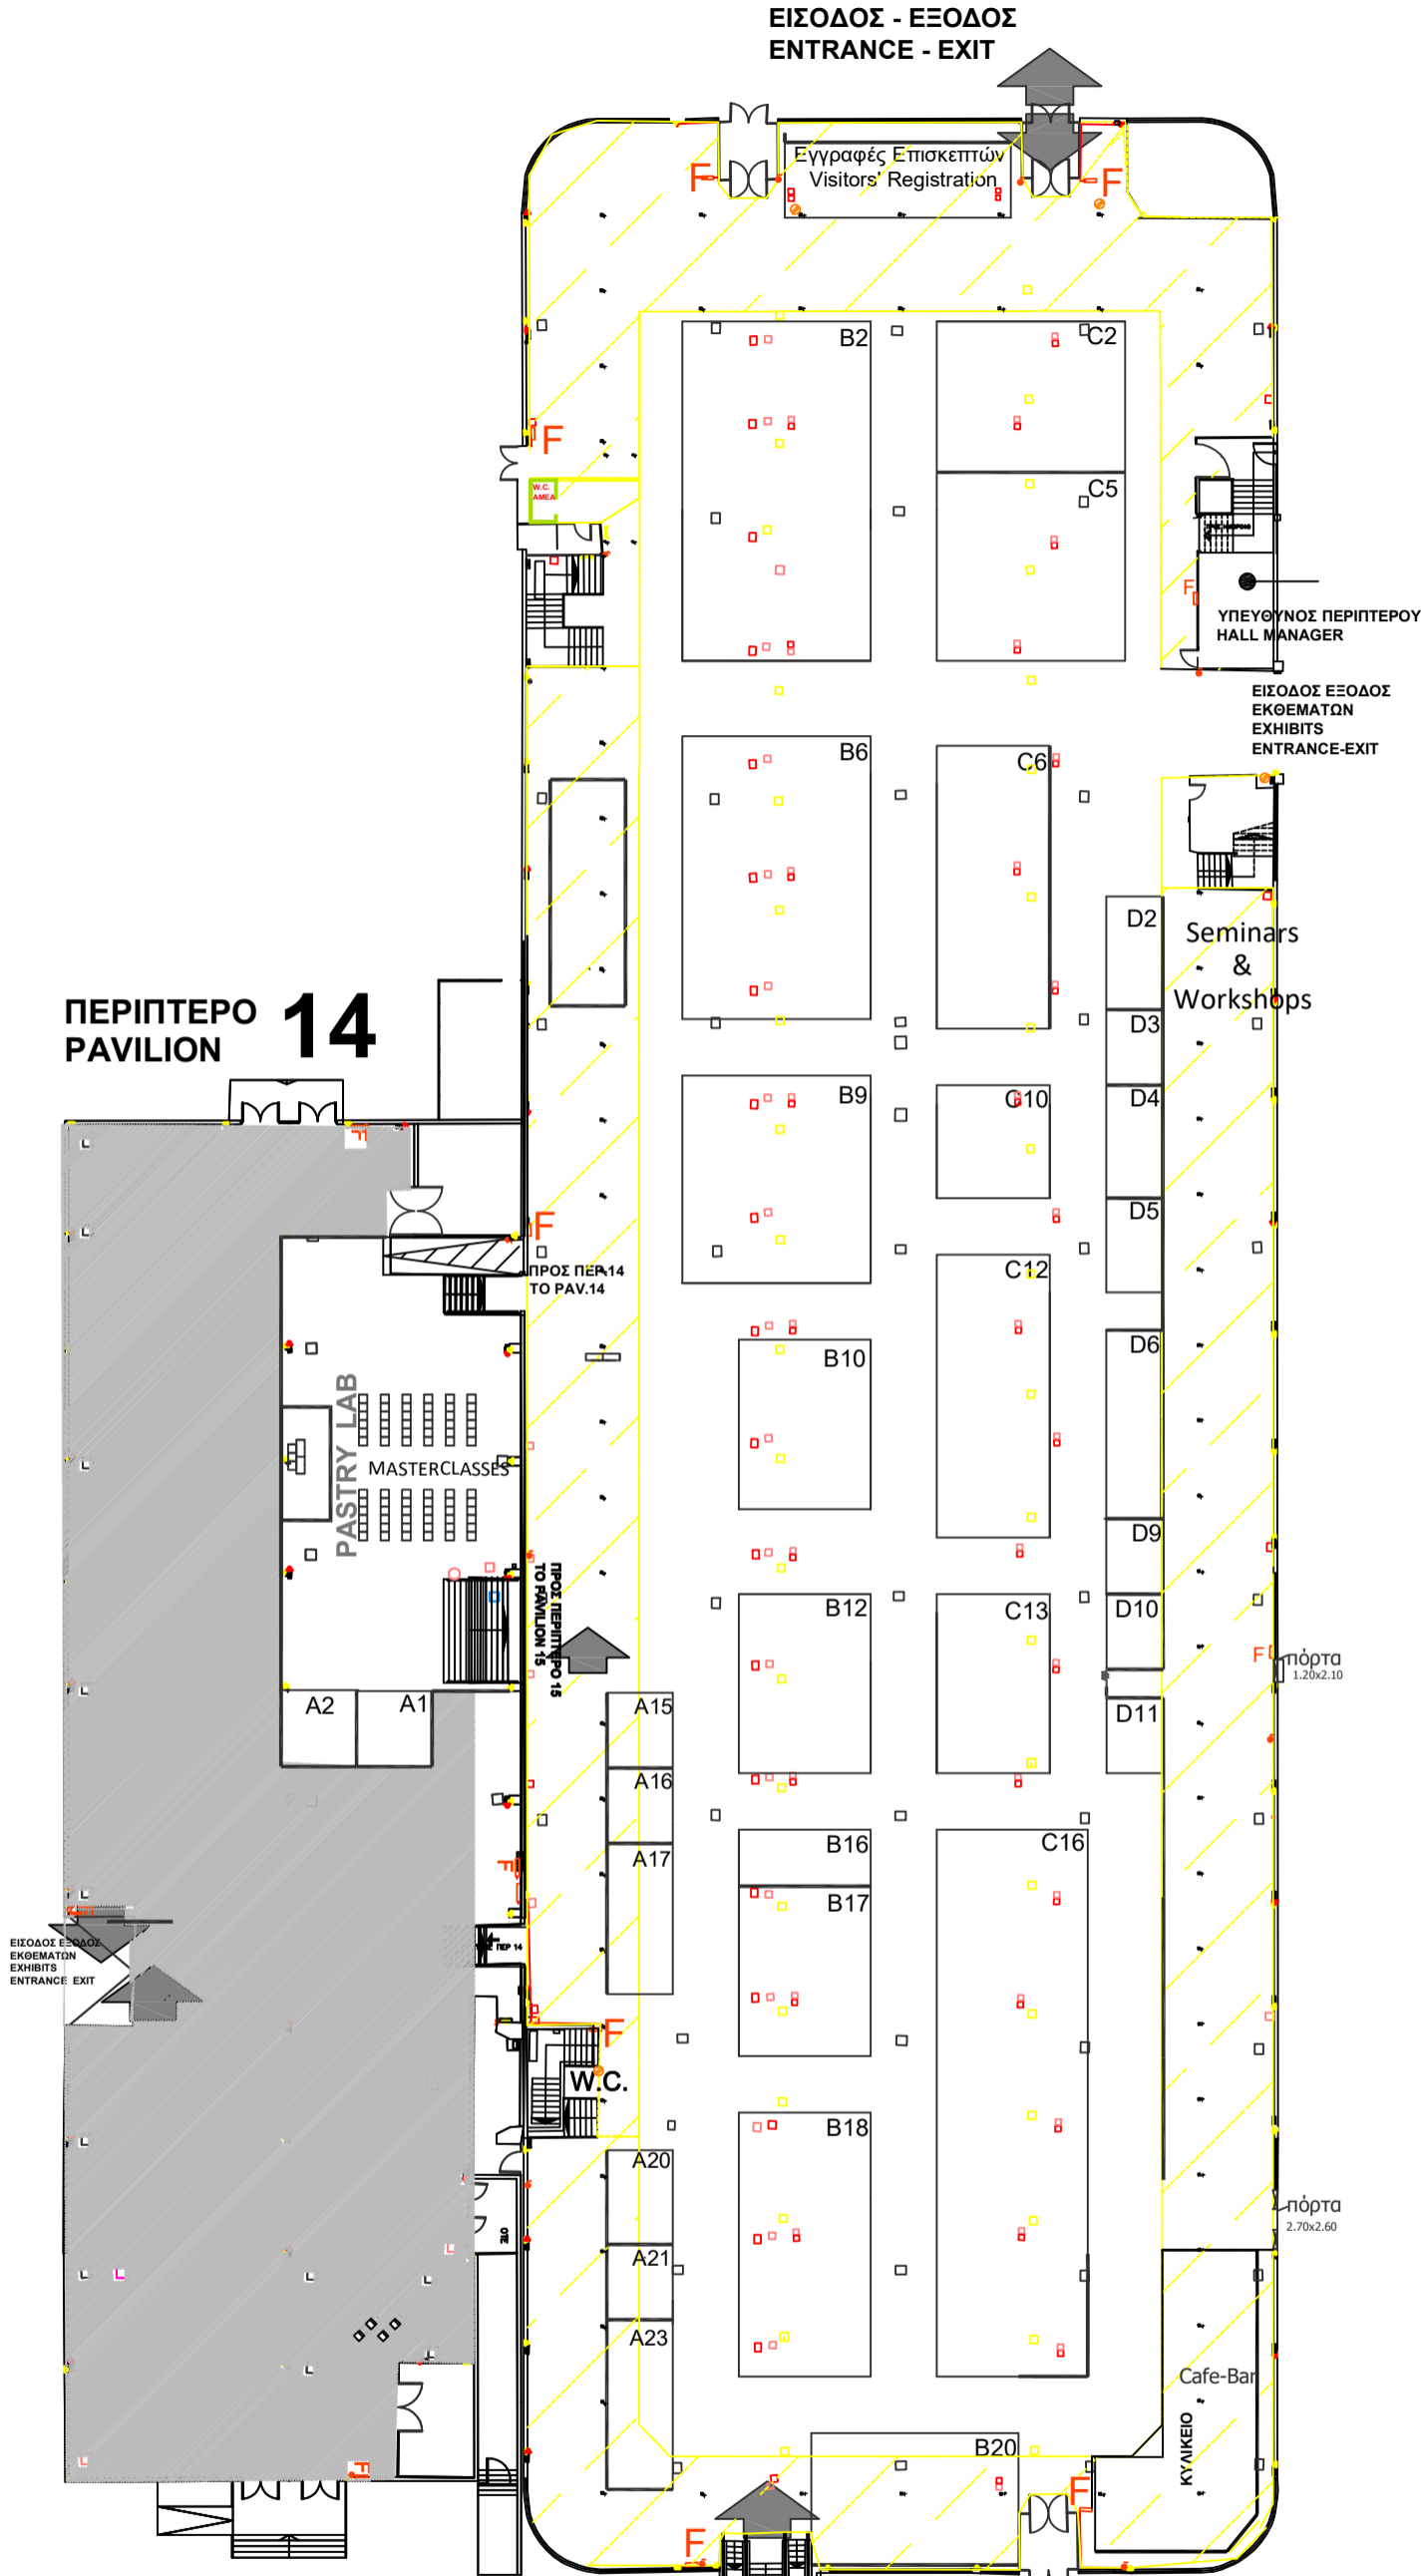 ΕΙΣΟΔΟΣ - ΕΞΟΔΟΣ
ENTRANCE - EXIT
Εγγραφές Επισκεπτών
Visitors' Registration
F
F
B2
C2
F
W.C.
ΑΜΕΑ
C5
F
ΥΠΕΥΘΥΝΟΣ ΠΕΡΙΠΤΕΡΟΥ
HALL MANAGER
ΕΙΣΟΔΟΣ ΕΞΟΔΟΣ
ΕΚΘΕΜΑΤΩΝ
EXHIBITS
ENTRANCE-EXIT
B6
C6
D2
Seminars
&
Workshops
ΠΕΡΙΠΤΕΡΟ
PAVILION
14
D3
B9
C10
D4
F
F
D5
ΠΡΟΣ ΠΕΡ.14
TO PAV.14
C12
B10
D6
PASTRY LAB
MASTERCLASSES
D9
ΠΡΟΣ ΠΕΡΙΠΤΕΡΟ 15
TO PAVILION 15
B12
C13
D10
F
πόρτα
1.20x2.10
A2
A1
A15
D11
A16
B16
C16
A17
F
B17
ΕΙΣΟΔΟΣ ΕΞΟΔΟΣ
ΕΚΘΕΜΑΤΩΝ
EXHIBITS
ENTRANCE EXIT
ΠΕΡ 14
F
W.C.
B18
A20
πόρτα
2.70x2.60
ΟΤΕ
A21
A23
Cafe-Bar
ΚΥΛΙΚΕΙΟ
B20
F
F
F